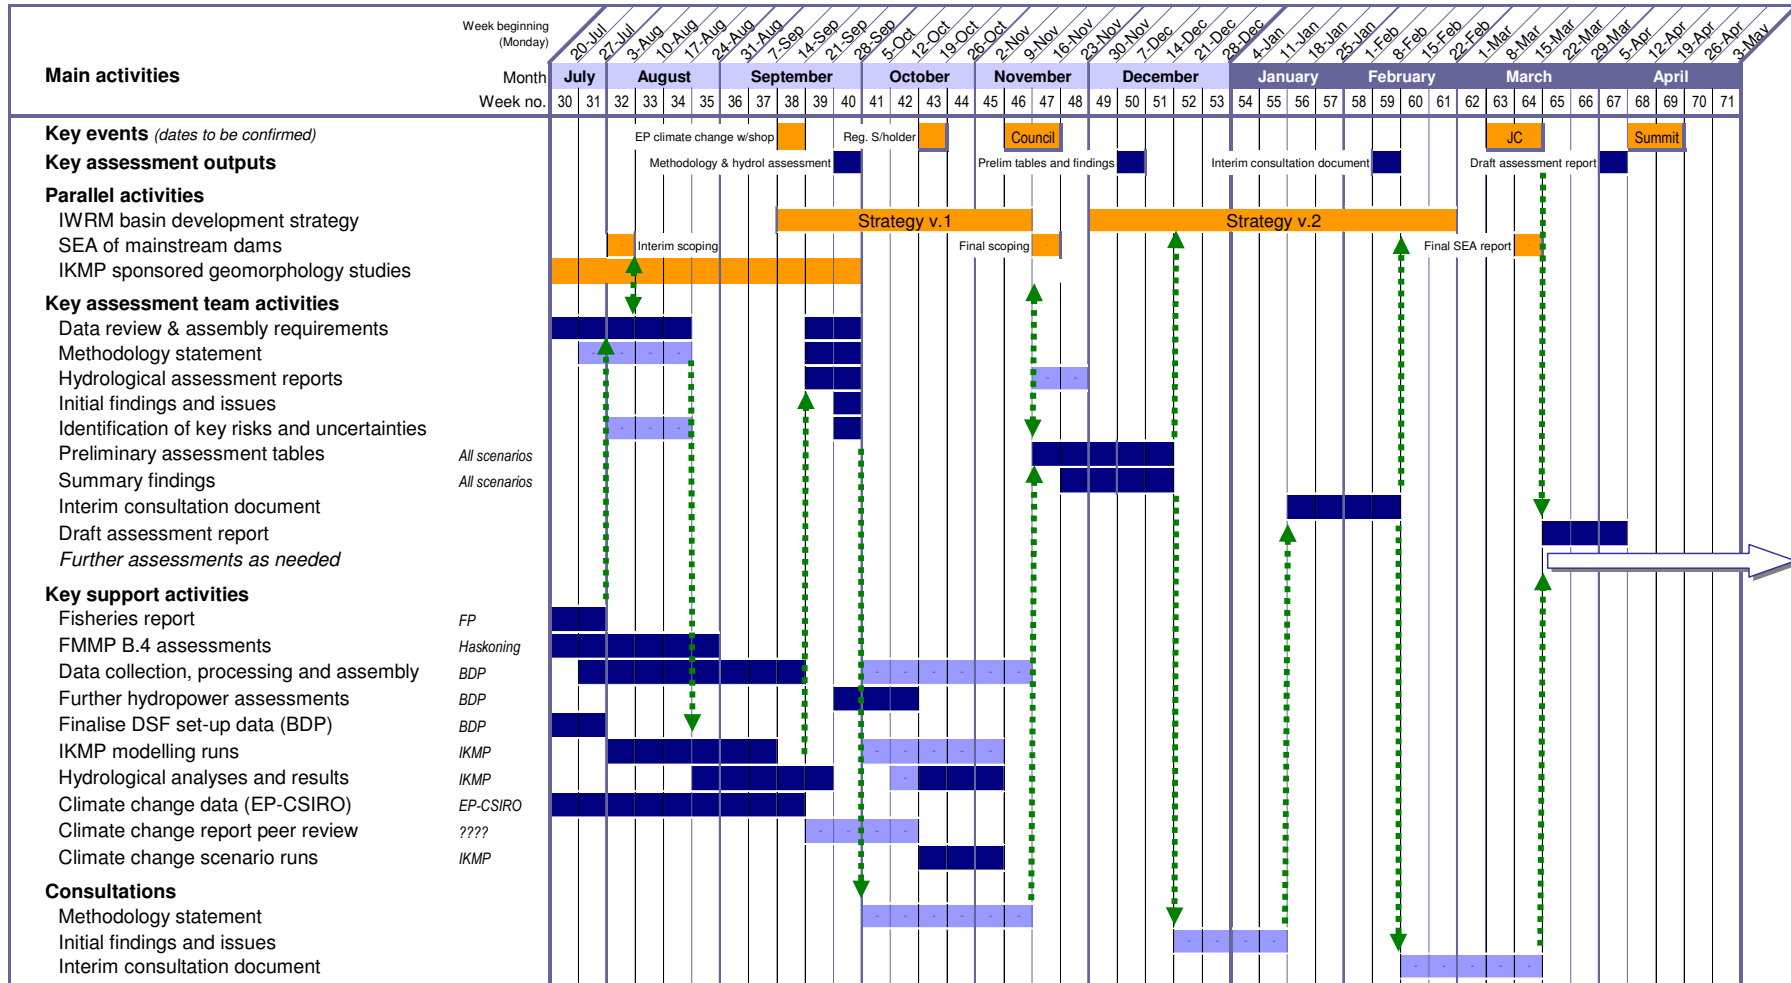 Week beginning
(Monday)
20-Jul 27-Jul 3-Aug 10-Aug 17-Aug 24-Aug 31-Aug 7-Sep 14-Sep 21-Sep 28-Sep 5-Oct 12-Oct 19-Oct 26-Oct 2-Nov 9-Nov 16-Nov 23-Nov 30-Nov 7-Dec 14-Dec 21-Dec 28-Dec 4-Jan 11-Jan 18-Jan 25-Jan 1-Feb 8-Feb 15-Feb 22-Feb 1-Mar 8-Mar 15-Mar 22-Mar 29-Mar 5-Apr 12-Apr 19-Apr 26-Apr 3-May
Main activities Month July August September October November December January February March April
Week no. 30 31 32 33 34 35 36 37 38 39 40 41 42 43 44 45 46 47 48 49 50 51 52 53 54 55 56 57 58 59 60 61 62 63 64 65 66 67 68 69 70 71
Key events (dates to be confirmed) EP climate change w/shop Reg. S/holder Council JC Summit
Key assessment outputs Methodology & hydrol assessment Prelim tables and findings Interim consultation document Draft assessment report
Parallel activities
IWRM basin development strategy Strategy v.1 Strategy v.2
SEA of mainstream dams Interim scoping Final scoping Final SEA report
IKMP sponsored geomorphology studies
Key assessment team activities
Data review & assembly requirements
Methodology statement
Hydrological assessment reports
Initial findings and issues
Identification of key risks and uncertainties
Preliminary assessment tables All scenarios
Summary findings All scenarios
Interim consultation document
Draft assessment report
Further assessments as needed
Key support activities
Fisheries report FP
FMMP B.4 assessments Haskoning
Data collection, processing and assembly BDP
Further hydropower assessments BDP
Finalise DSF set-up data (BDP) BDP
IKMP modelling runs IKMP
Hydrological analyses and results IKMP
Climate change data (EP-CSIRO) EP-CSIRO
Climate change report peer review ????
Climate change scenario runs IKMP
Consultations
Methodology statement
Initial findings and issues
Interim consultation document